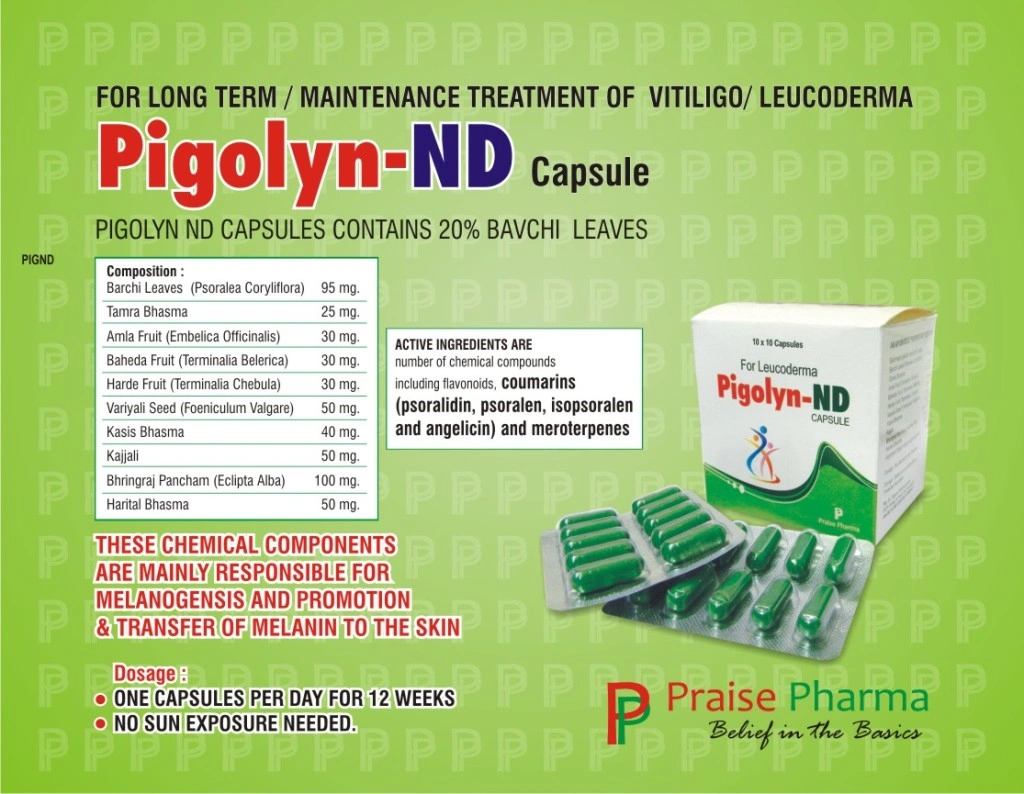 FOR LONG TERM / MAINTENANCE TREATMENT OF VITILIGO/ LEUCODERMA
Pigolyn-ND Capsule
PIGOLYN ND CAPSULES CONTAINS 20% BAVCHI LEAVES
PIGND
Composition :
Barchi Leaves (Psoralea Coryliflora) 95 mg.
Tamra Bhasma 25 mg.
Amla Fruit (Embelica Officinalis) 30 mg.
Baheda Fruit (Terminalia Belerica) 30 mg.
Harde Fruit (Terminalia Chebula) 30 mg.
Variyali Seed (Foeniculum Valgare) 50 mg.
Kasis Bhasma 40 mg.
Kajjali 50 mg.
Bhringraj Pancham (Eclipta Alba) 100 mg.
Harital Bhasma 50 mg.
ACTIVE INGREDIENTS ARE
number of chemical compounds
including flavonoids, coumarins
(psoralidin, psoralen, isopsoralen
and angelicin) and meroterpenes
10 x 10 Capsules
For Leucoderma
Pigolyn-ND
CAPSULE
Praise Pharma
THESE CHEMICAL COMPONENTS
ARE MAINLY RESPONSIBLE FOR
MELANOGENSIS AND PROMOTION
& TRANSFER OF MELANIN TO THE SKIN
Dosage :
• ONE CAPSULES PER DAY FOR 12 WEEKS
• NO SUN EXPOSURE NEEDED.
Praise Pharma
Belief in the Basics